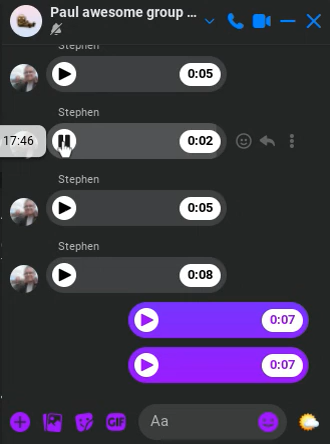 Paul awesome group ...
Stephen
0:05
Stephen
17:46
0:02
Stephen
0:05
Stephen
0:08
0:07
0:07
GIF
Aa